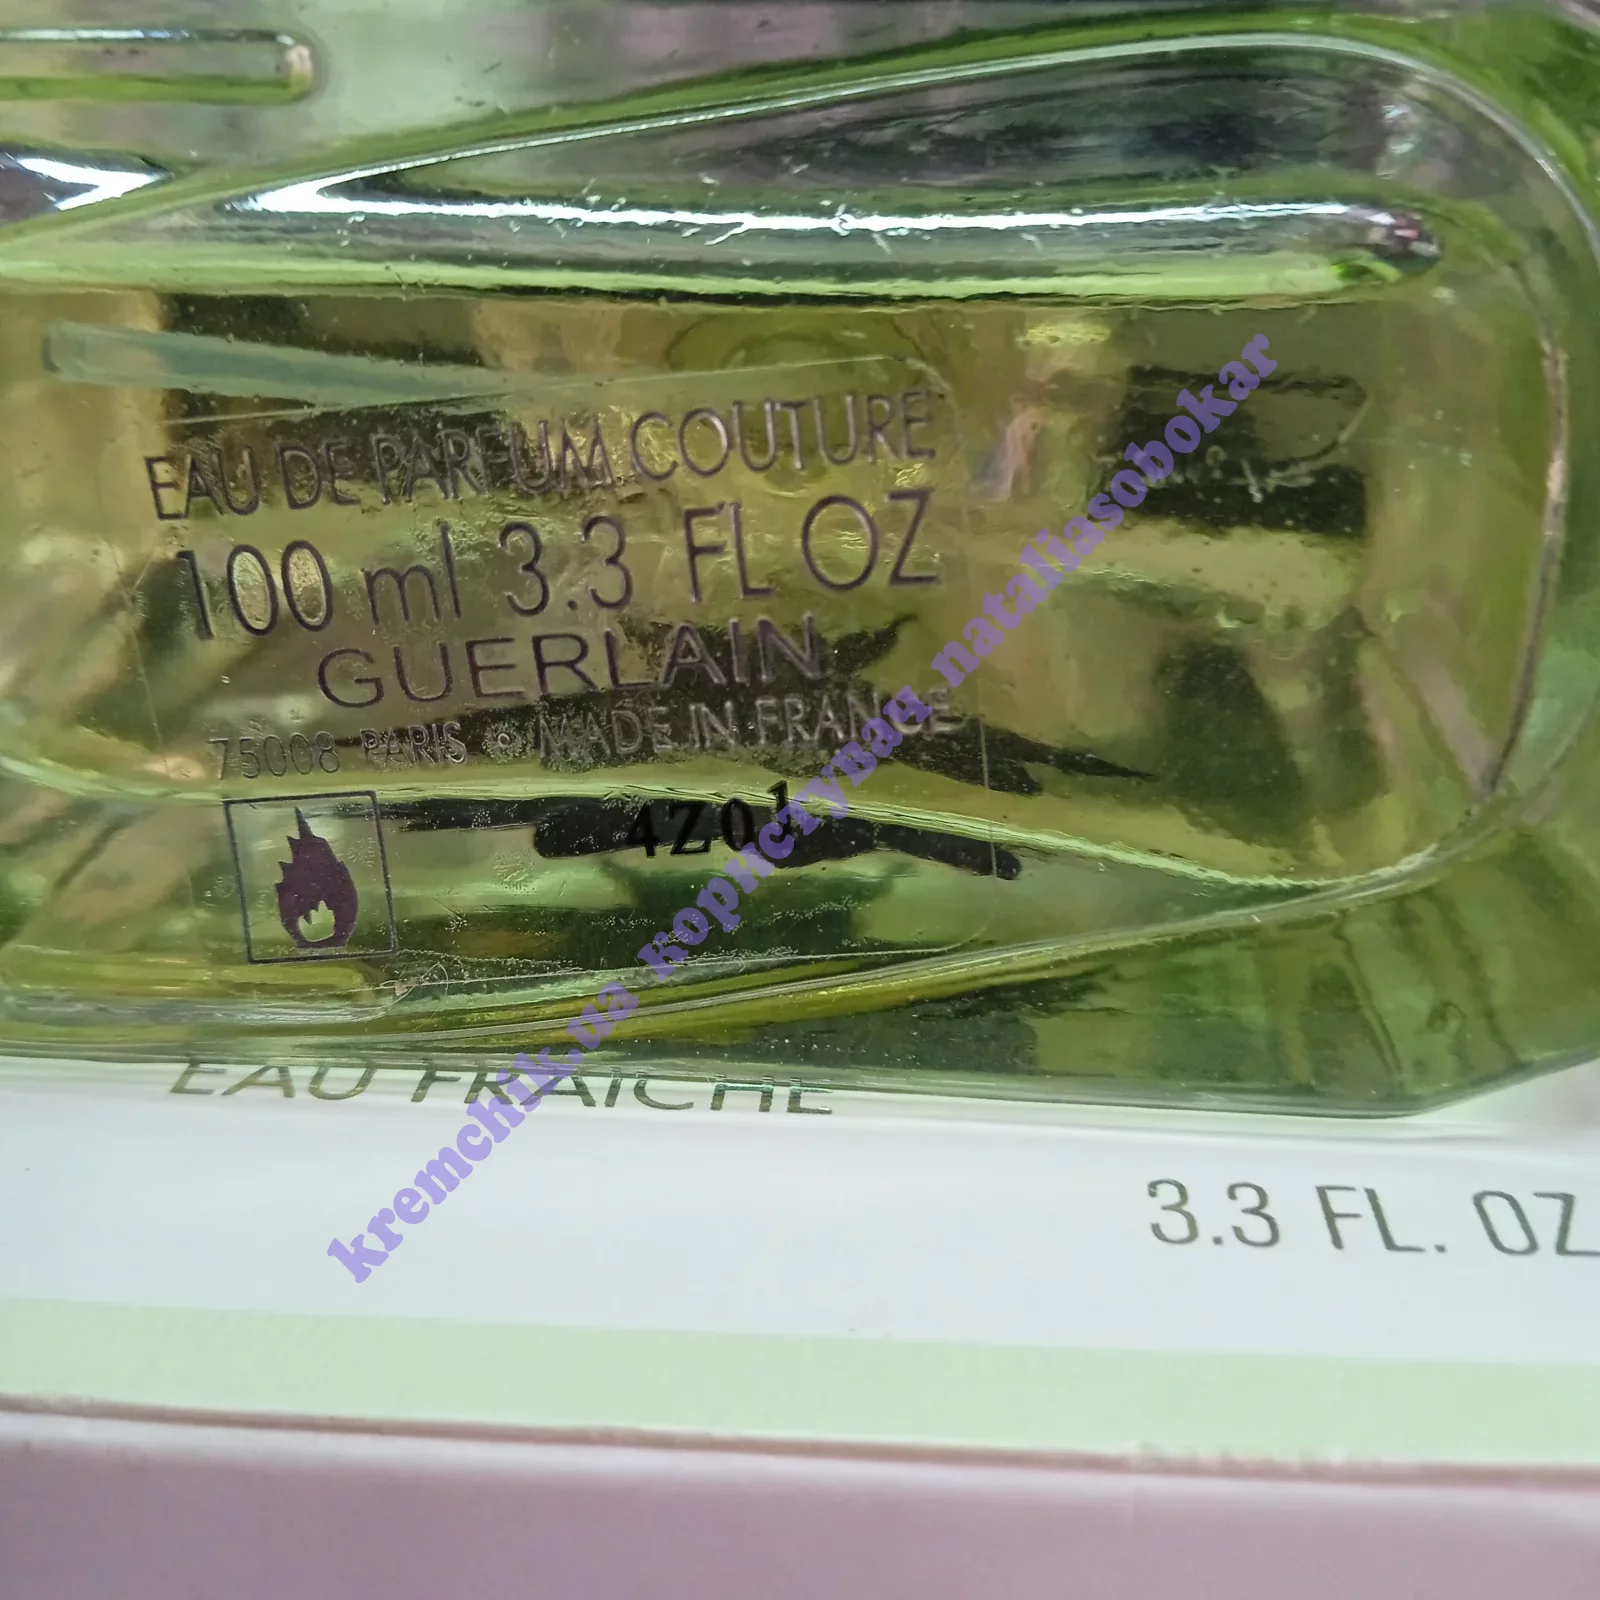 EAU DE PARFUM COUTURE
100 ml 3.3 FL OZ
GUERLAIN
75008 PARIS • MADE IN FRANCE
4Z01
EAU FRAICHE
3.3 FL. OZ
kremchik.ua користувач nataliasobokar